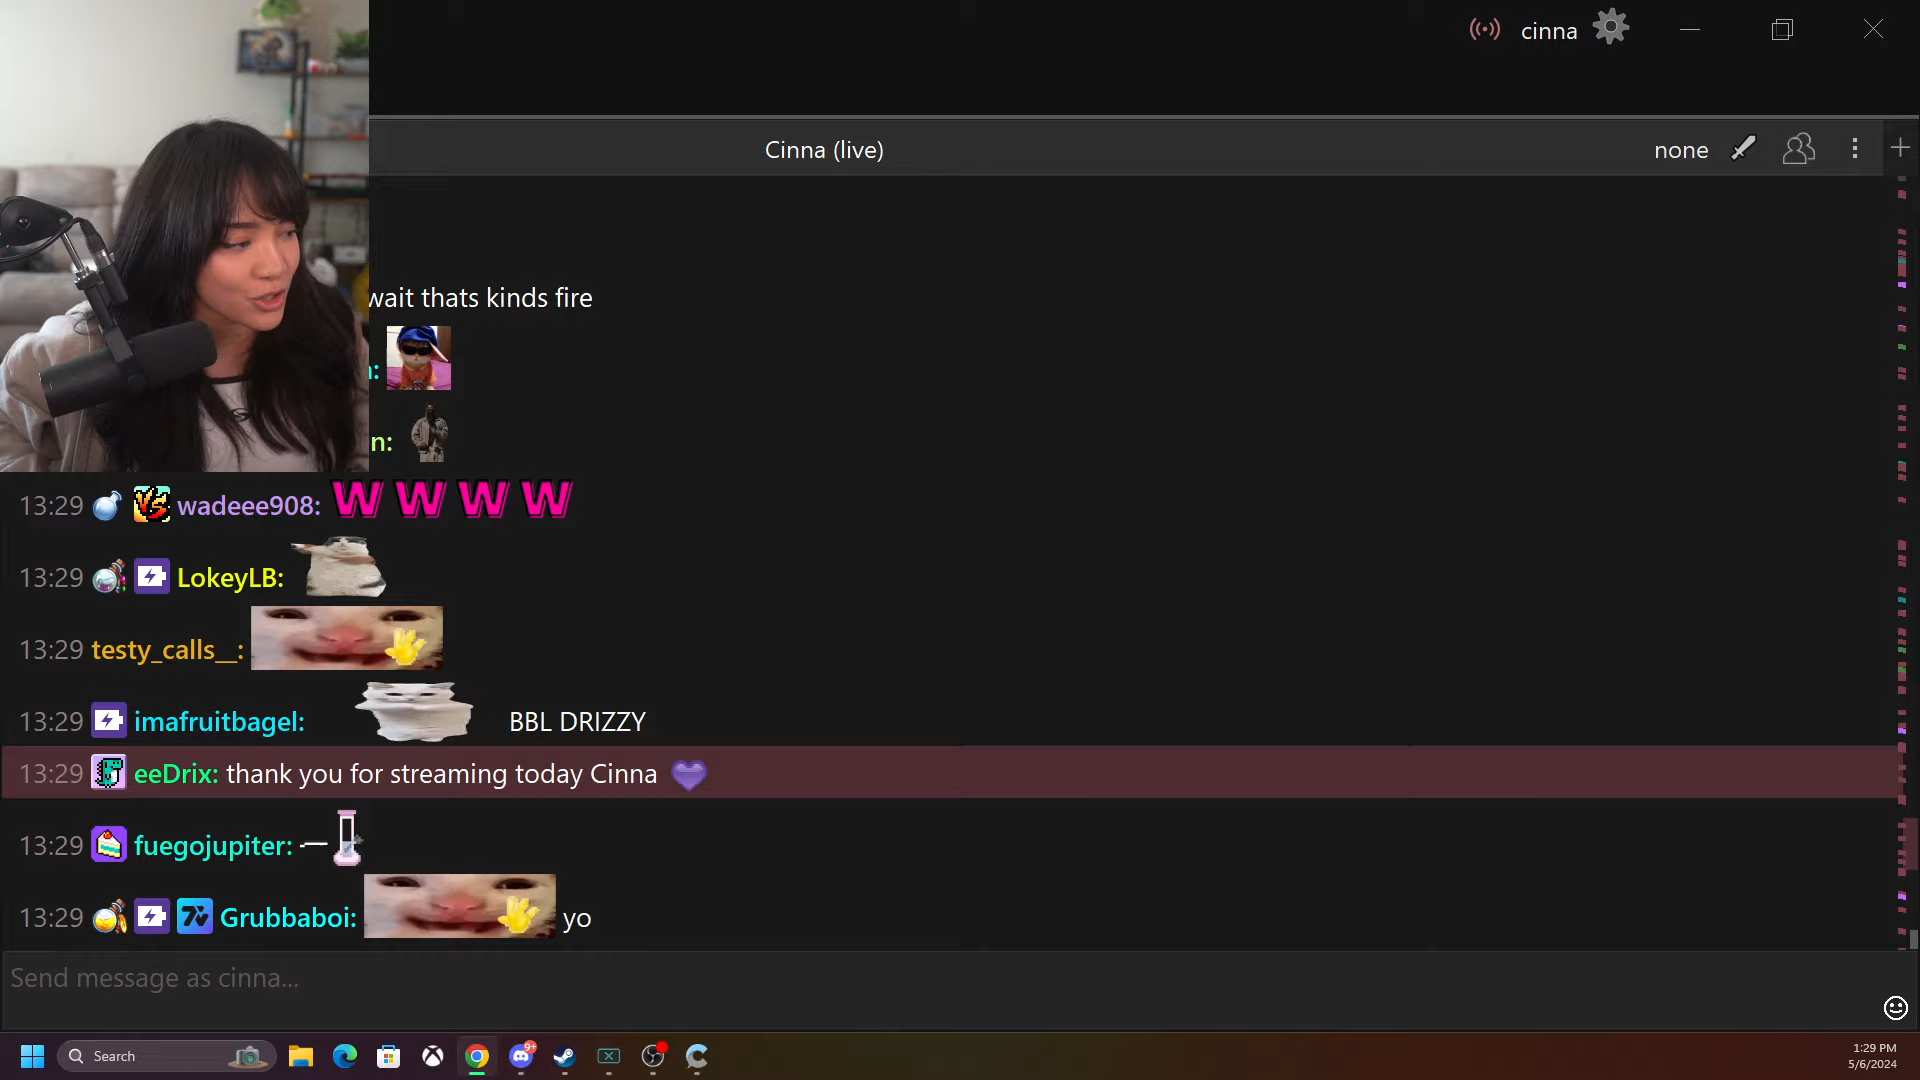 cinna
Cinna (live)
none
wait thats kinds fire
n:
13:29 wadeee908: W W W W
13:29 LokeyLB:
13:29 testy_calls__:
13:29 imafruitbagel: BBL DRIZZY
13:29 eeDrix: thank you for streaming today Cinna
13:29 fuegojupiter:
13:29 Grubbaboi: yo
Send message as cinna...
Search
9+
1:29 PM
5/6/2024